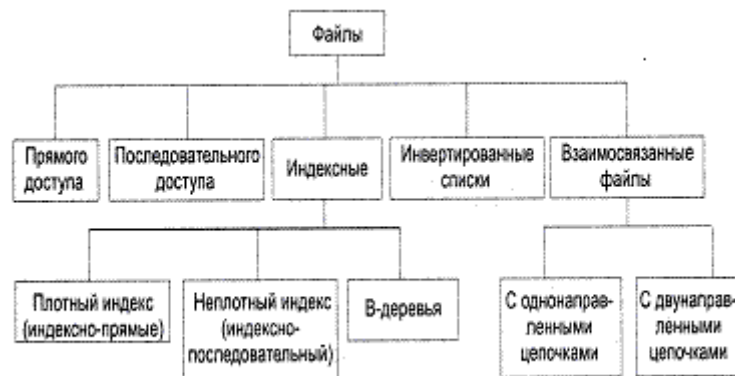 Файлы
Прямого
доступа
Последовательного
доступа
Индексные
Инвертированные
списки
Взаимосвязанные
файлы
Плотный индекс
(индексно-прямые)
Неплотный индекс
(индексно-
последовательный)
В-деревья
С однонаправ-
ленными
цепочками
С двунаправ-
ленными
цепочками